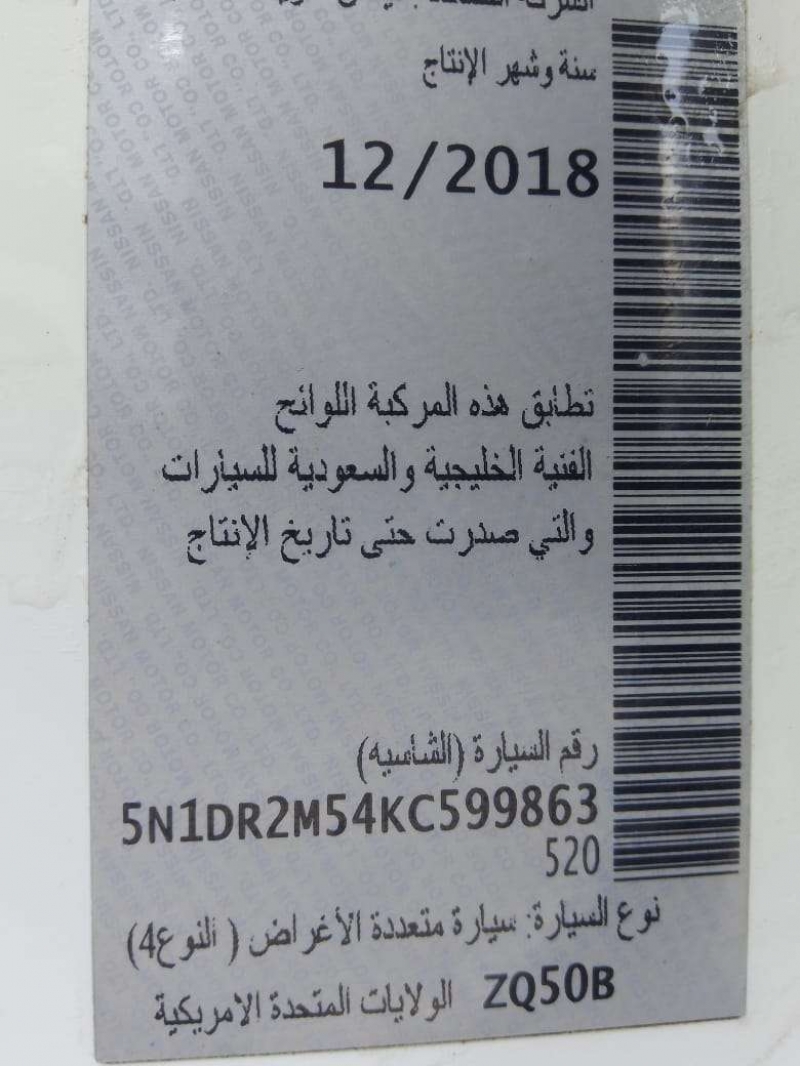 سنة وشهر الإنتاج
12/2018
تطابق هذه المركبة اللوائح
الفنية الخليجية والسعودية للسيارات
والتي صدرت حتى تاريخ الإنتاج
رقم السيارة (الشاسيه)
5N1DR2M54KC599863
520
نوع السيارة: سيارة متعددة الأغراض (النوع4)
ZQ50B الولايات المتحدة الامريكية